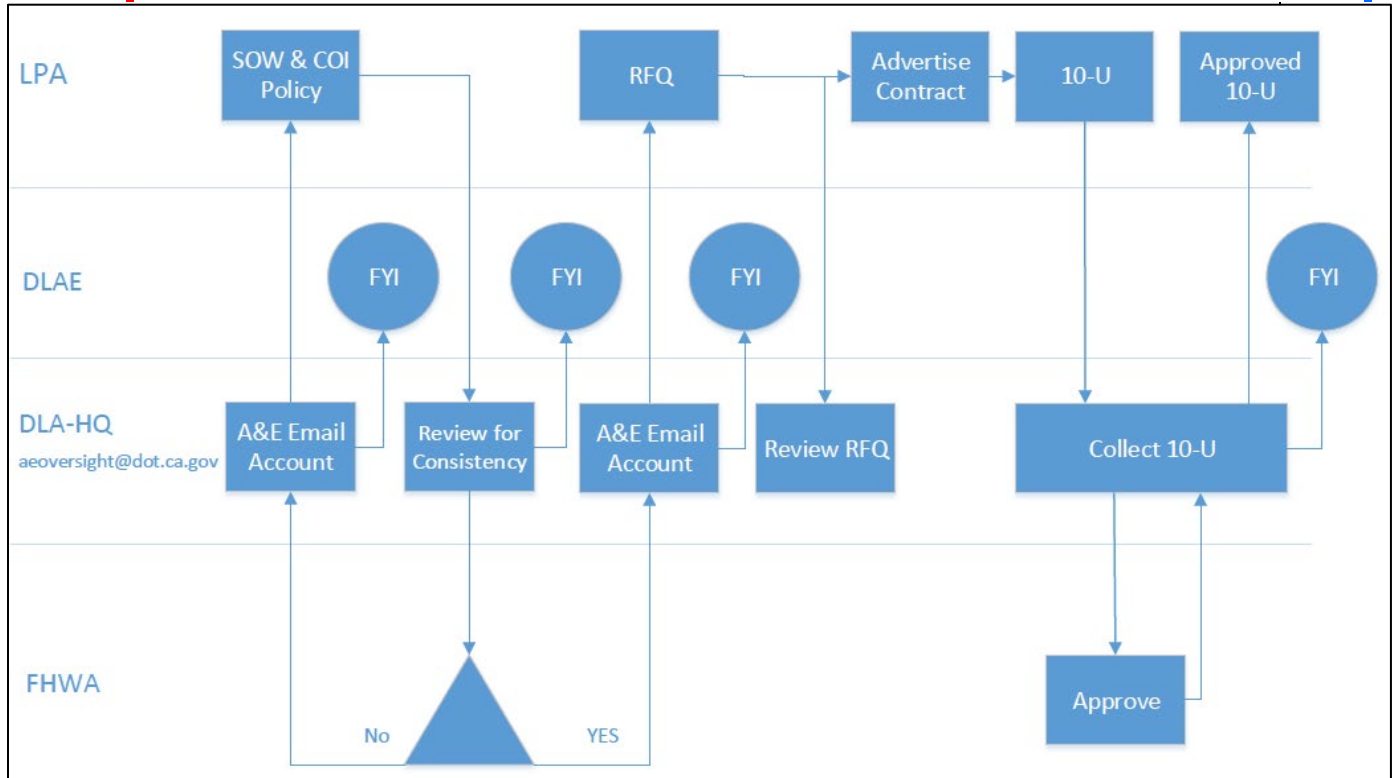 LPA
SOW & COI
Policy
RFQ
Advertise
Contract
10-U
Approved
10-U
DLAE
FYI
FYI
FYI
FYI
DLA-HQ
aeoversight@dot.ca.gov
A&E Email
Account
Review for
Consistency
A&E Email
Account
Review RFQ
Collect 10-U
FHWA
No
YES
Approve